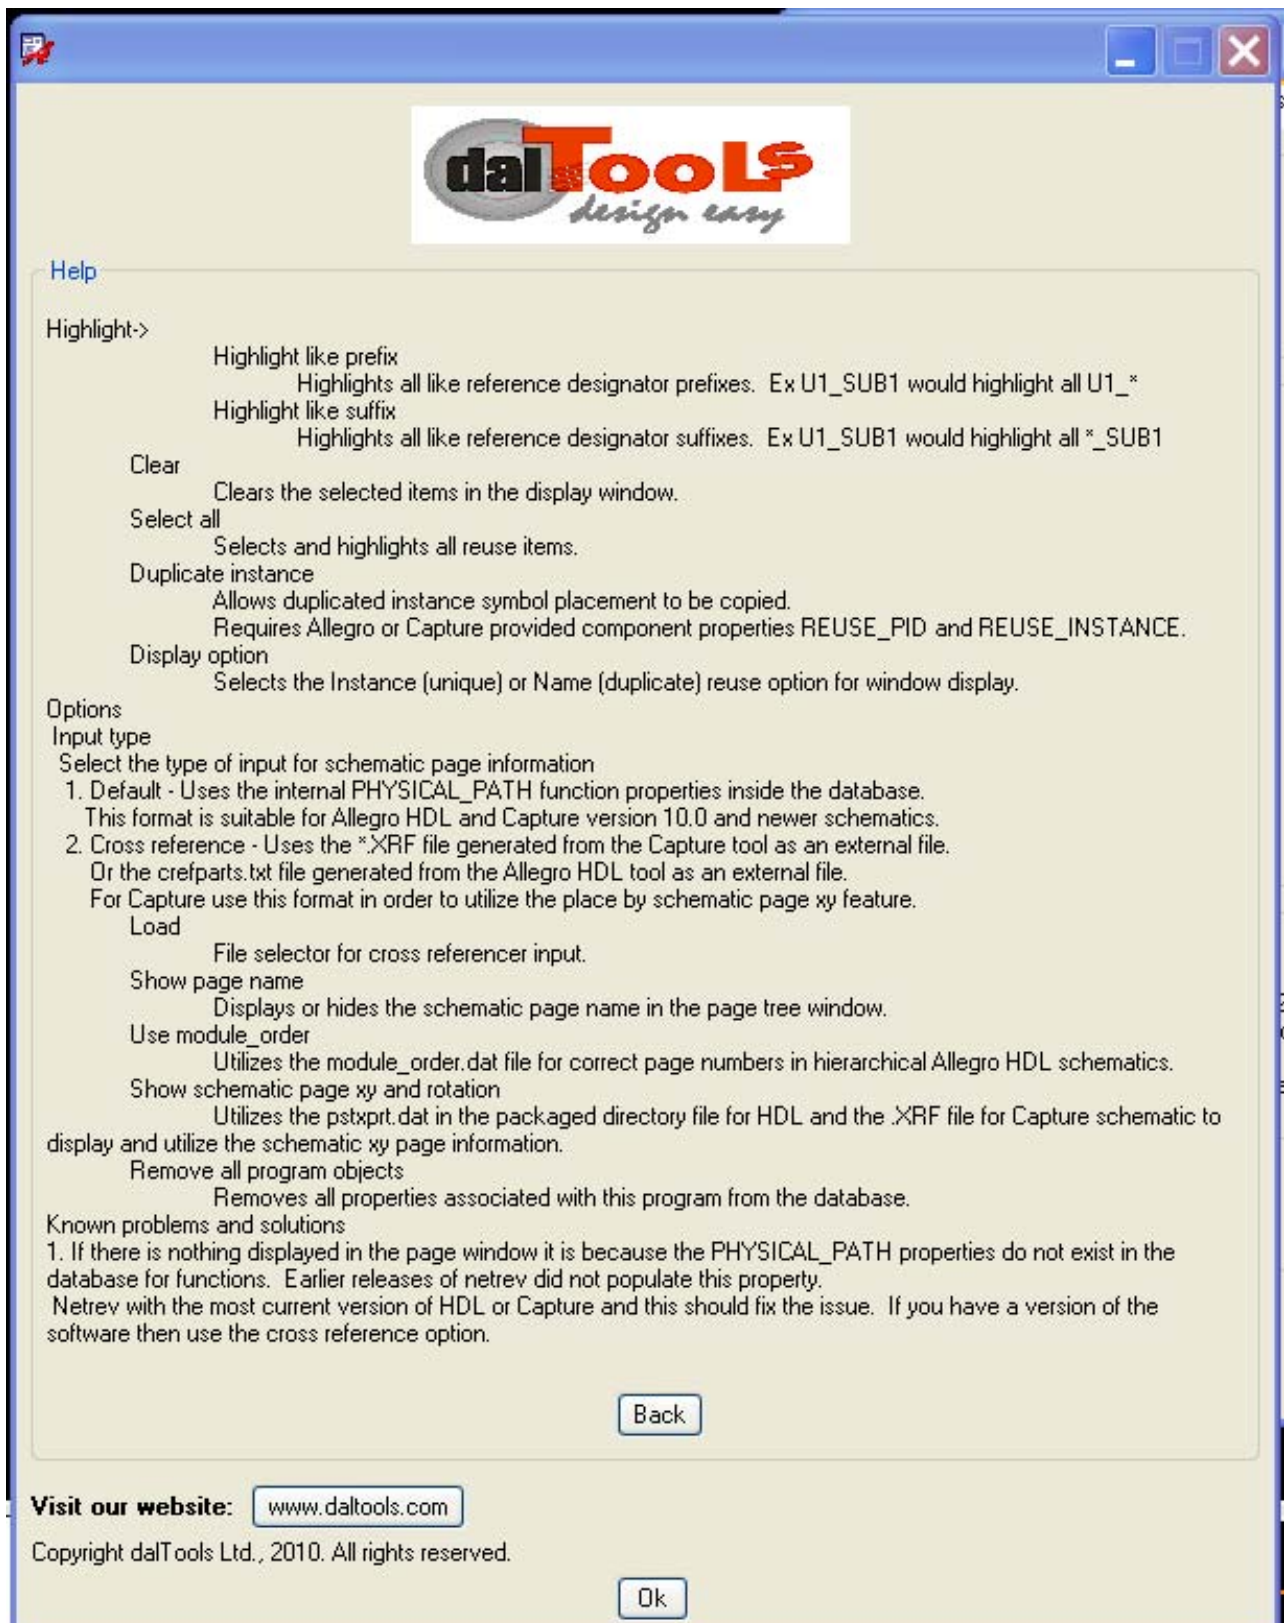 dalTooLs
design easy
Help
Highlight->
Highlight like prefix
Highlights all like reference designator prefixes.  Ex U1_SUB1 would highlight all U1_*
Highlight like suffix
Highlights all like reference designator suffixes.  Ex U1_SUB1 would highlight all *_SUB1
Clear
Clears the selected items in the display window.
Select all
Selects and highlights all reuse items.
Duplicate instance
Allows duplicated instance symbol placement to be copied.
Requires Allegro or Capture provided component properties REUSE_PID and REUSE_INSTANCE.
Display option
Selects the Instance (unique) or Name (duplicate) reuse option for window display.
Options
Input type
Select the type of input for schematic page information
1. Default - Uses the internal PHYSICAL_PATH function properties inside the database.
This format is suitable for Allegro HDL and Capture version 10.0 and newer schematics.
2. Cross reference - Uses the *.XRF file generated from the Capture tool as an external file.
Or the crefparts.txt file generated from the Allegro HDL tool as an external file.
For Capture use this format in order to utilize the place by schematic page xy feature.
Load
File selector for cross referencer input.
Show page name
Displays or hides the schematic page name in the page tree window.
Use module_order
Utilizes the module_order.dat file for correct page numbers in hierarchical Allegro HDL schematics.
Show schematic page xy and rotation
Utilizes the pstxprt.dat in the packaged directory file for HDL and the .XRF file for Capture schematic to
display and utilize the schematic xy page information.
Remove all program objects
Removes all properties associated with this program from the database.
Known problems and solutions
1. If there is nothing displayed in the page window it is because the PHYSICAL_PATH properties do not exist in the
database for functions.  Earlier releases of netrev did not populate this property.
Netrev with the most current version of HDL or Capture and this should fix the issue.  If you have a version of the
software then use the cross reference option.
Back
Visit our website: www.daltools.com
Copyright dalTools Ltd., 2010. All rights reserved.
Ok